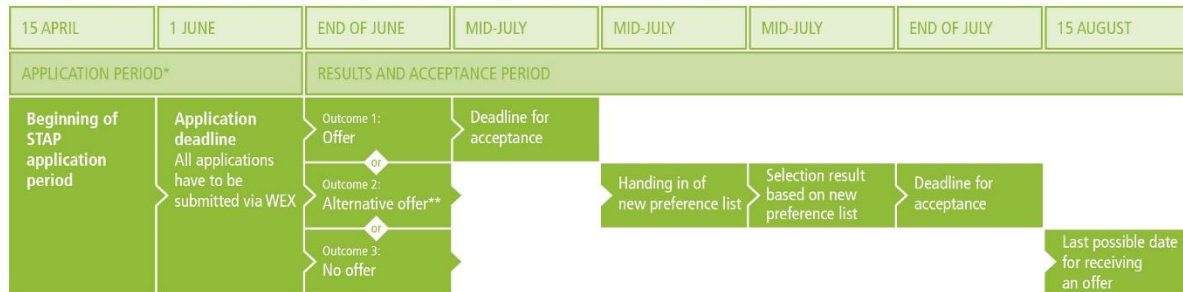 15 APRIL
1 JUNE
END OF JUNE
MID-JULY
MID-JULY
MID-JULY
END OF JULY
15 AUGUST
APPLICATION PERIOD*
RESULTS AND ACCEPTANCE PERIOD
Beginning of
STAP
application
period
Application
deadline
All applications
have to be
submitted via WEX
Outcome 1:
Offer
Deadline for
acceptance
or
Outcome 2:
Alternative offer**
Handing in of
new preference list
Selection result
based on new
preference list
Deadline for
acceptance
or
Outcome 3:
No offer
Last possible date
for receiving
an offer